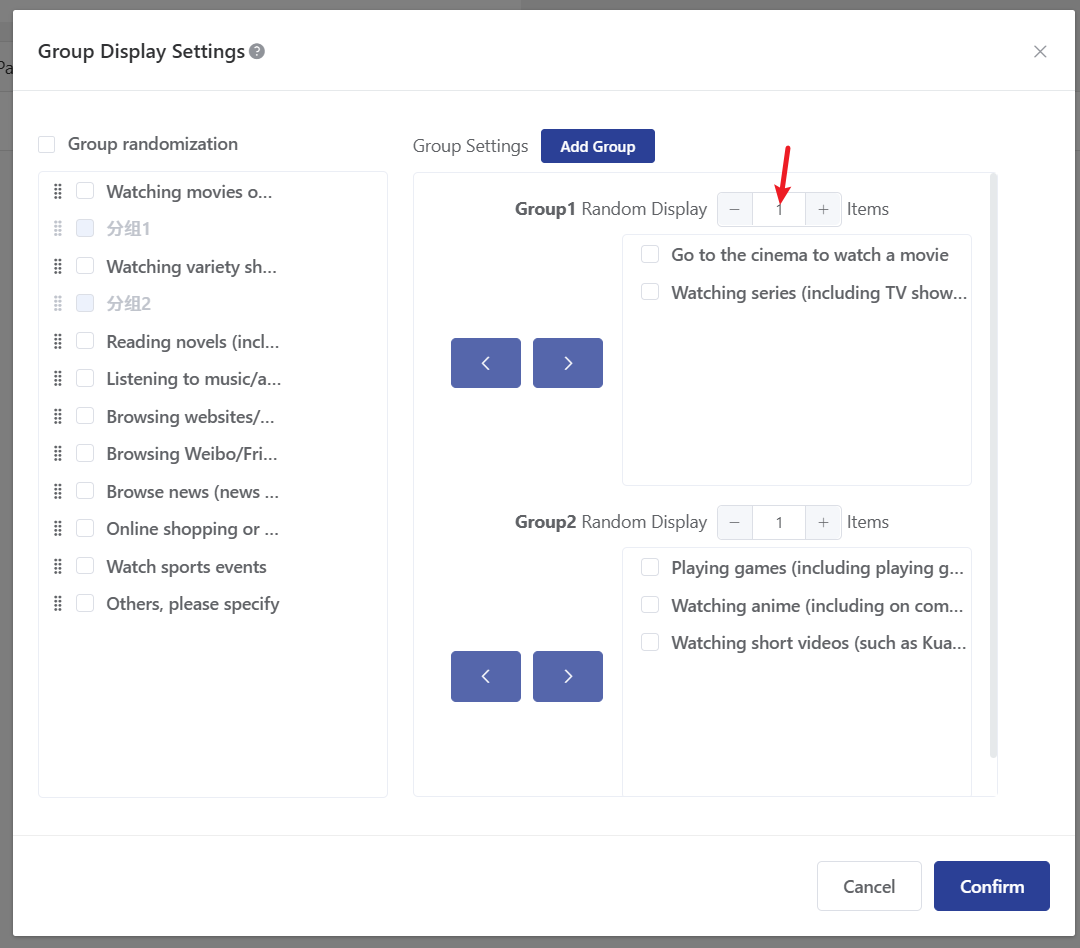 Group Display Settings
Pa
Group randomization
Watching movies o...
分组1
Watching variety sh...
分组2
Reading novels (incl...
Listening to music/a...
Browsing websites/...
Browsing Weibo/Fri...
Browse news (news ...
Online shopping or ...
Watch sports events
Others, please specify
Group Settings Add Group
Group1 Random Display − 1 + Items
Go to the cinema to watch a movie
Watching series (including TV show...
Group2 Random Display − 1 + Items
Playing games (including playing g...
Watching anime (including on com...
Watching short videos (such as Kua...
Cancel Confirm